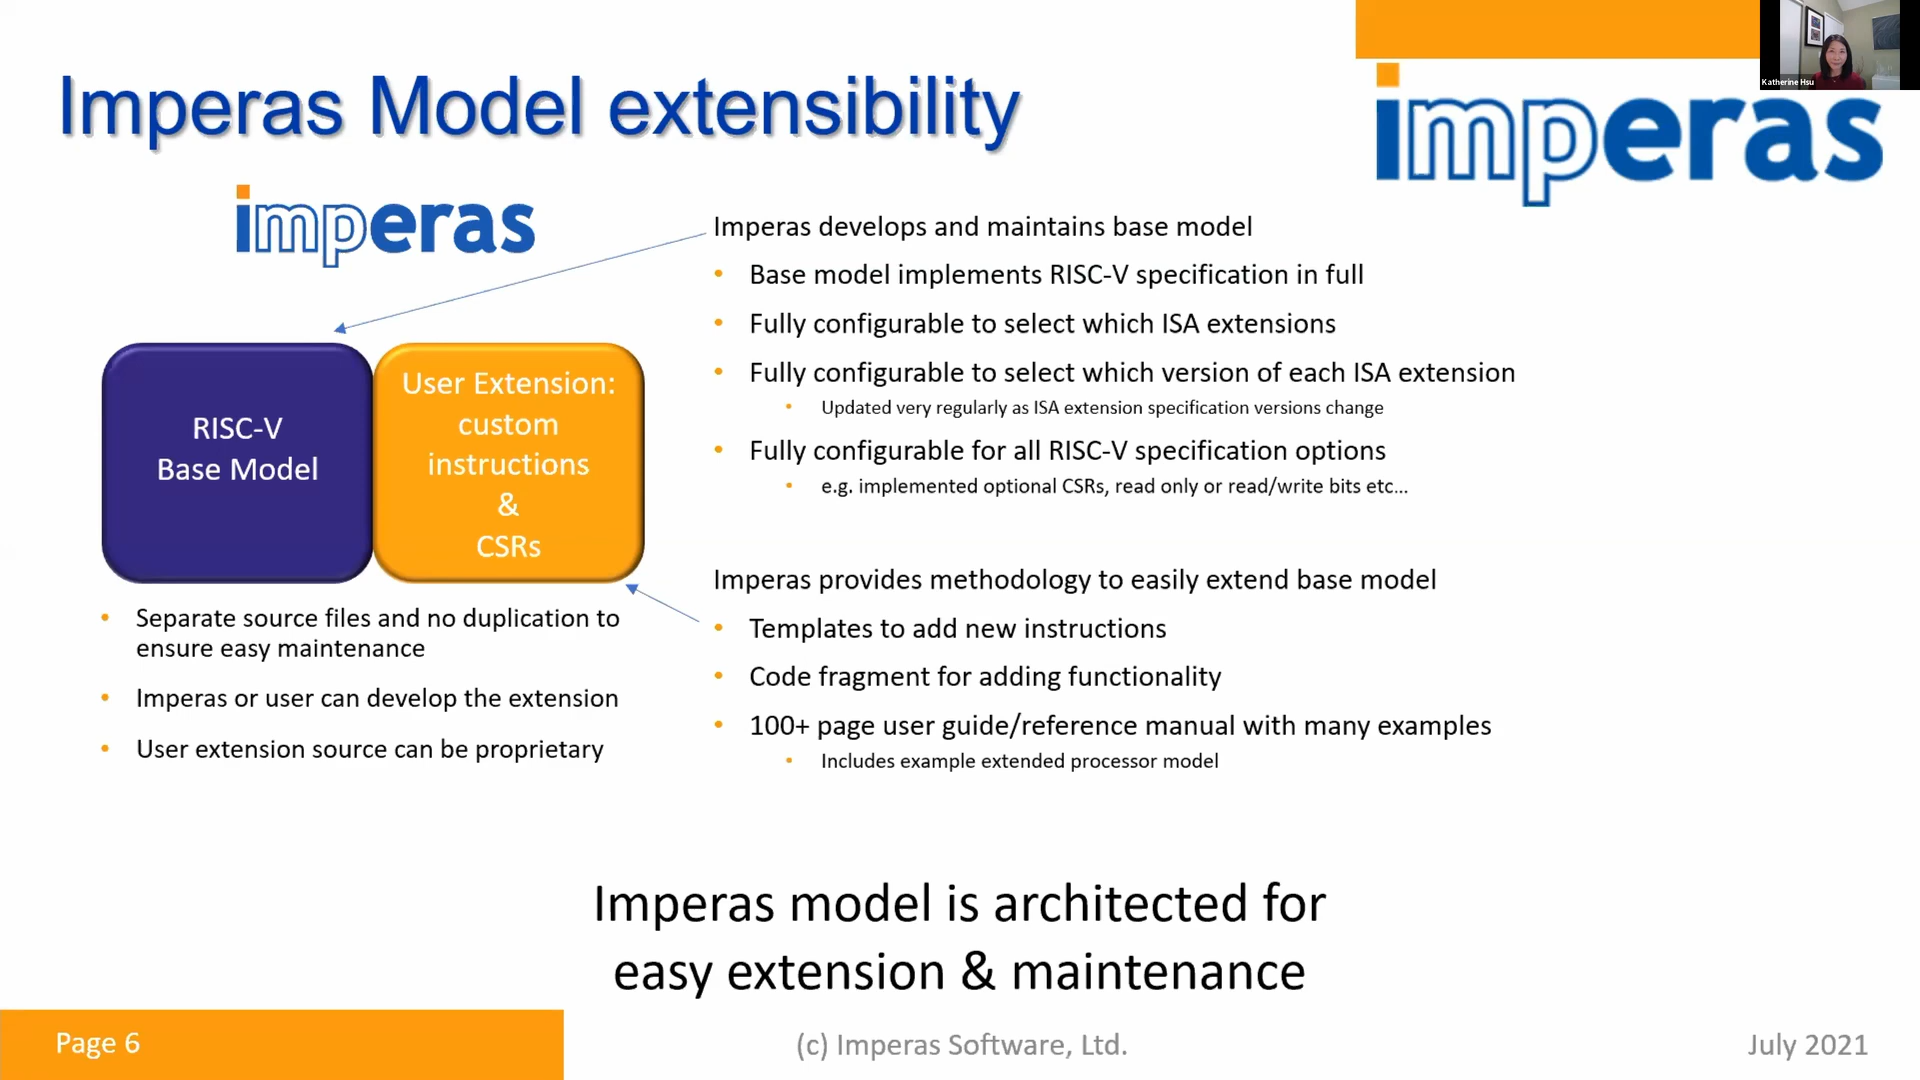 Imperas Model extensibility
Katherine Hsu
imperas
imperas
RISC-V
Base Model
User Extension:
custom
instructions
&
CSRs
• Separate source files and no duplication to
ensure easy maintenance
• Imperas or user can develop the extension
• User extension source can be proprietary
Imperas develops and maintains base model
• Base model implements RISC-V specification in full
• Fully configurable to select which ISA extensions
• Fully configurable to select which version of each ISA extension
• Updated very regularly as ISA extension specification versions change
• Fully configurable for all RISC-V specification options
• e.g. implemented optional CSRs, read only or read/write bits etc...
Imperas provides methodology to easily extend base model
• Templates to add new instructions
• Code fragment for adding functionality
• 100+ page user guide/reference manual with many examples
• Includes example extended processor model
Imperas model is architected for
easy extension & maintenance
Page 6
(c) Imperas Software, Ltd.
July 2021